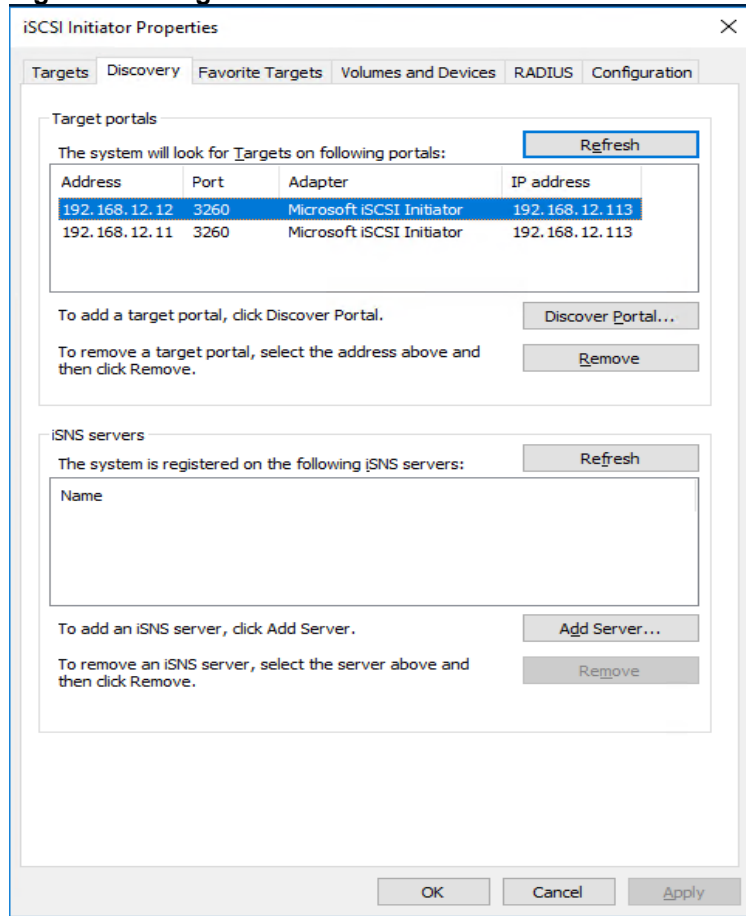 iSCSI Initiator Properties
Targets Discovery Favorite Targets Volumes and Devices RADIUS Configuration
Target portals
The system will look for Targets on following portals:
Refresh
Address Port Adapter IP address
192.168.12.12 3260 Microsoft iSCSI Initiator 192.168.12.113
192.168.12.11 3260 Microsoft iSCSI Initiator 192.168.12.113
To add a target portal, click Discover Portal.
Discover Portal...
To remove a target portal, select the address above and
then click Remove.
Remove
iSNS servers
The system is registered on the following iSNS servers:
Refresh
Name
To add an iSNS server, click Add Server.
Add Server...
To remove an iSNS server, select the server above and
then click Remove.
Remove
OK Cancel Apply